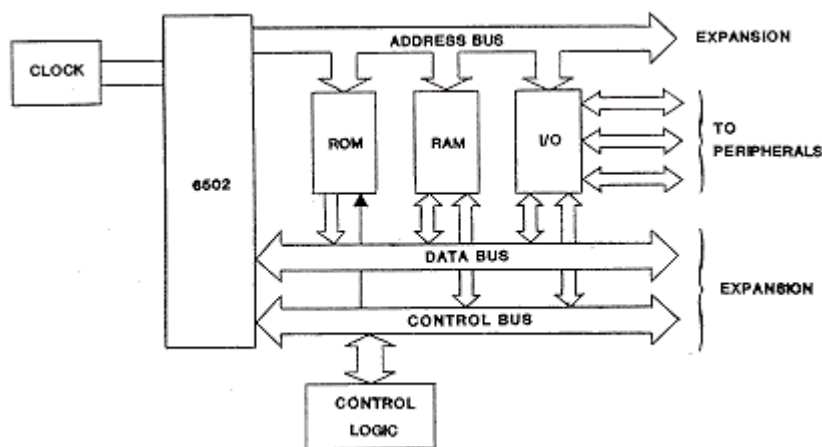 ADDRESS BUS
EXPANSION
CLOCK
ROM
RAM
I/O
TO
PERIPHERALS
6502
DATA BUS
EXPANSION
CONTROL BUS
CONTROL
LOGIC